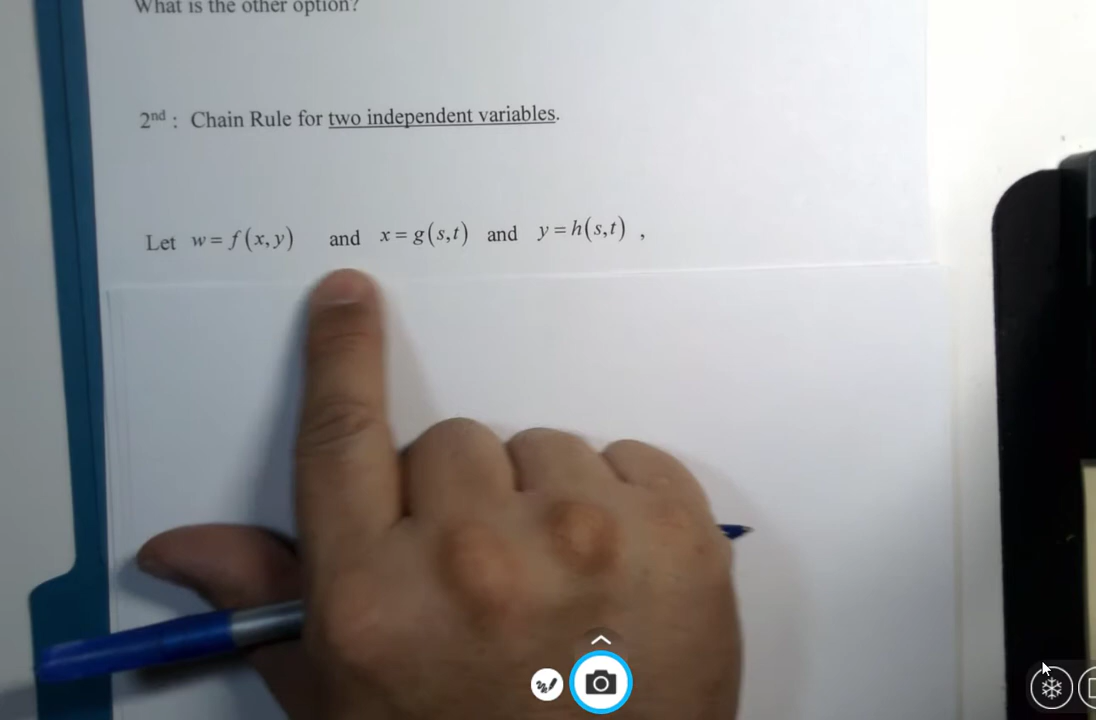 What is the other option?
2nd : Chain Rule for two independent variables.
Let w = f(x, y) and x = g(s,t) and y = h(s,t) ,